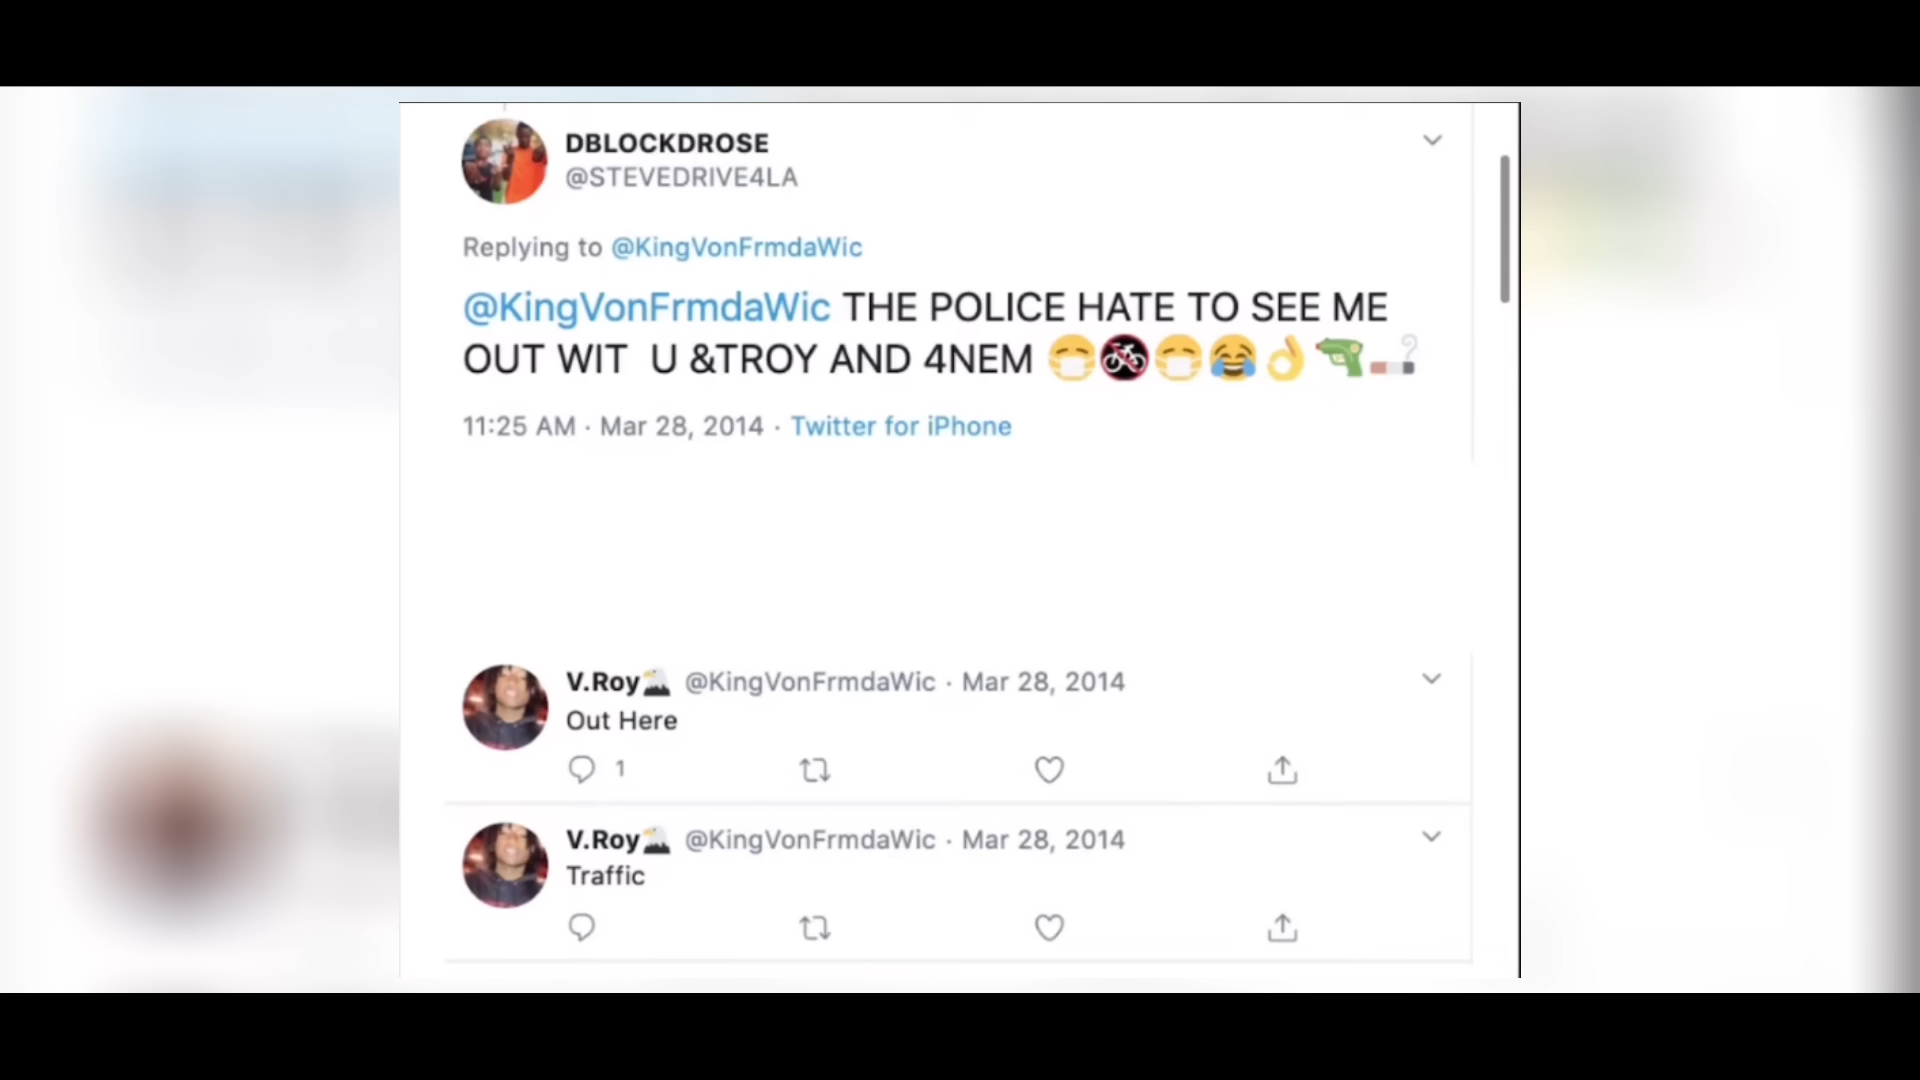 DBLOCKDROSE
@STEVEDRIVE4LA
Replying to @KingVonFrmdaWic
@KingVonFrmdaWic THE POLICE HATE TO SEE ME
OUT WIT U &TROY AND 4NEM 😷🚳😷😂👌🔫🚬
11:25 AM · Mar 28, 2014 · Twitter for iPhone
V.Roy🦅 @KingVonFrmdaWic · Mar 28, 2014
Out Here
1
V.Roy🦅 @KingVonFrmdaWic · Mar 28, 2014
Traffic